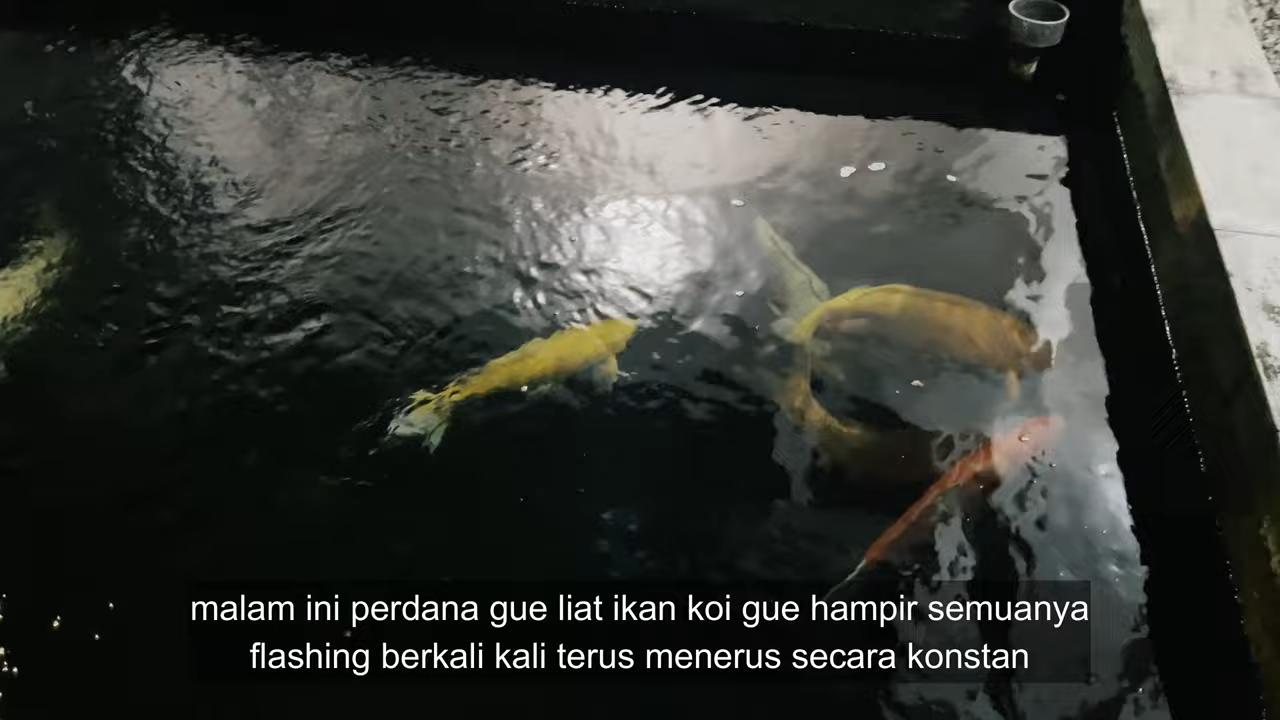 malam ini perdana gue liat ikan koi gue hampir semuanya
flashing berkali kali terus menerus secara konstan